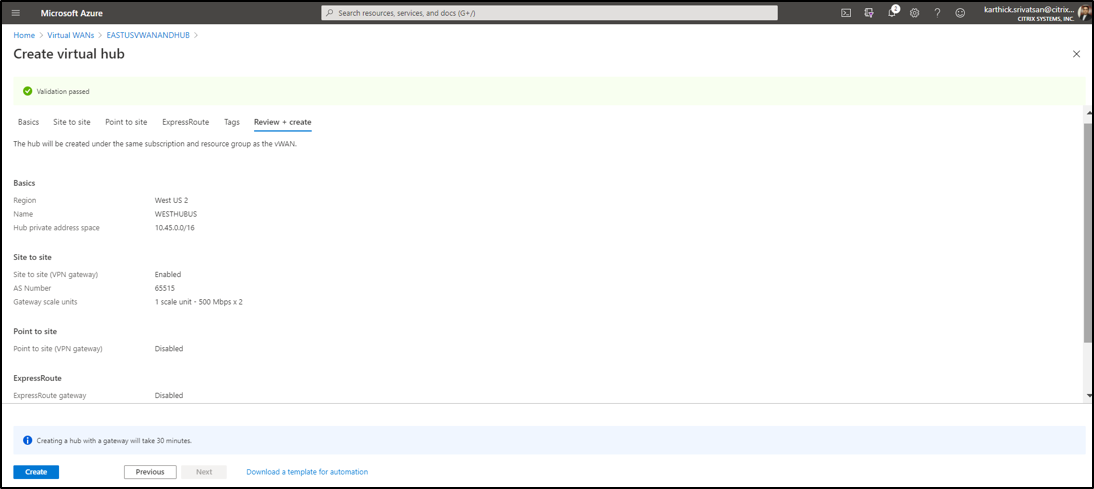 Microsoft Azure
Search resources, services, and docs (G+/)
2
karthick.srivatsan@citrix...
CITRIX SYSTEMS, INC.
Home > Virtual WANs > EASTUSVWANANDHUB >
Create virtual hub
Validation passed
Basics Site to site Point to site ExpressRoute Tags Review + create
The hub will be created under the same subscription and resource group as the vWAN.
Basics
Region West US 2
Name WESTHUBUS
Hub private address space 10.45.0.0/16
Site to site
Site to site (VPN gateway) Enabled
AS Number 65515
Gateway scale units 1 scale unit - 500 Mbps x 2
Point to site
Point to site (VPN gateway) Disabled
ExpressRoute
ExpressRoute gateway Disabled
Creating a hub with a gateway will take 30 minutes.
Create Previous Next Download a template for automation